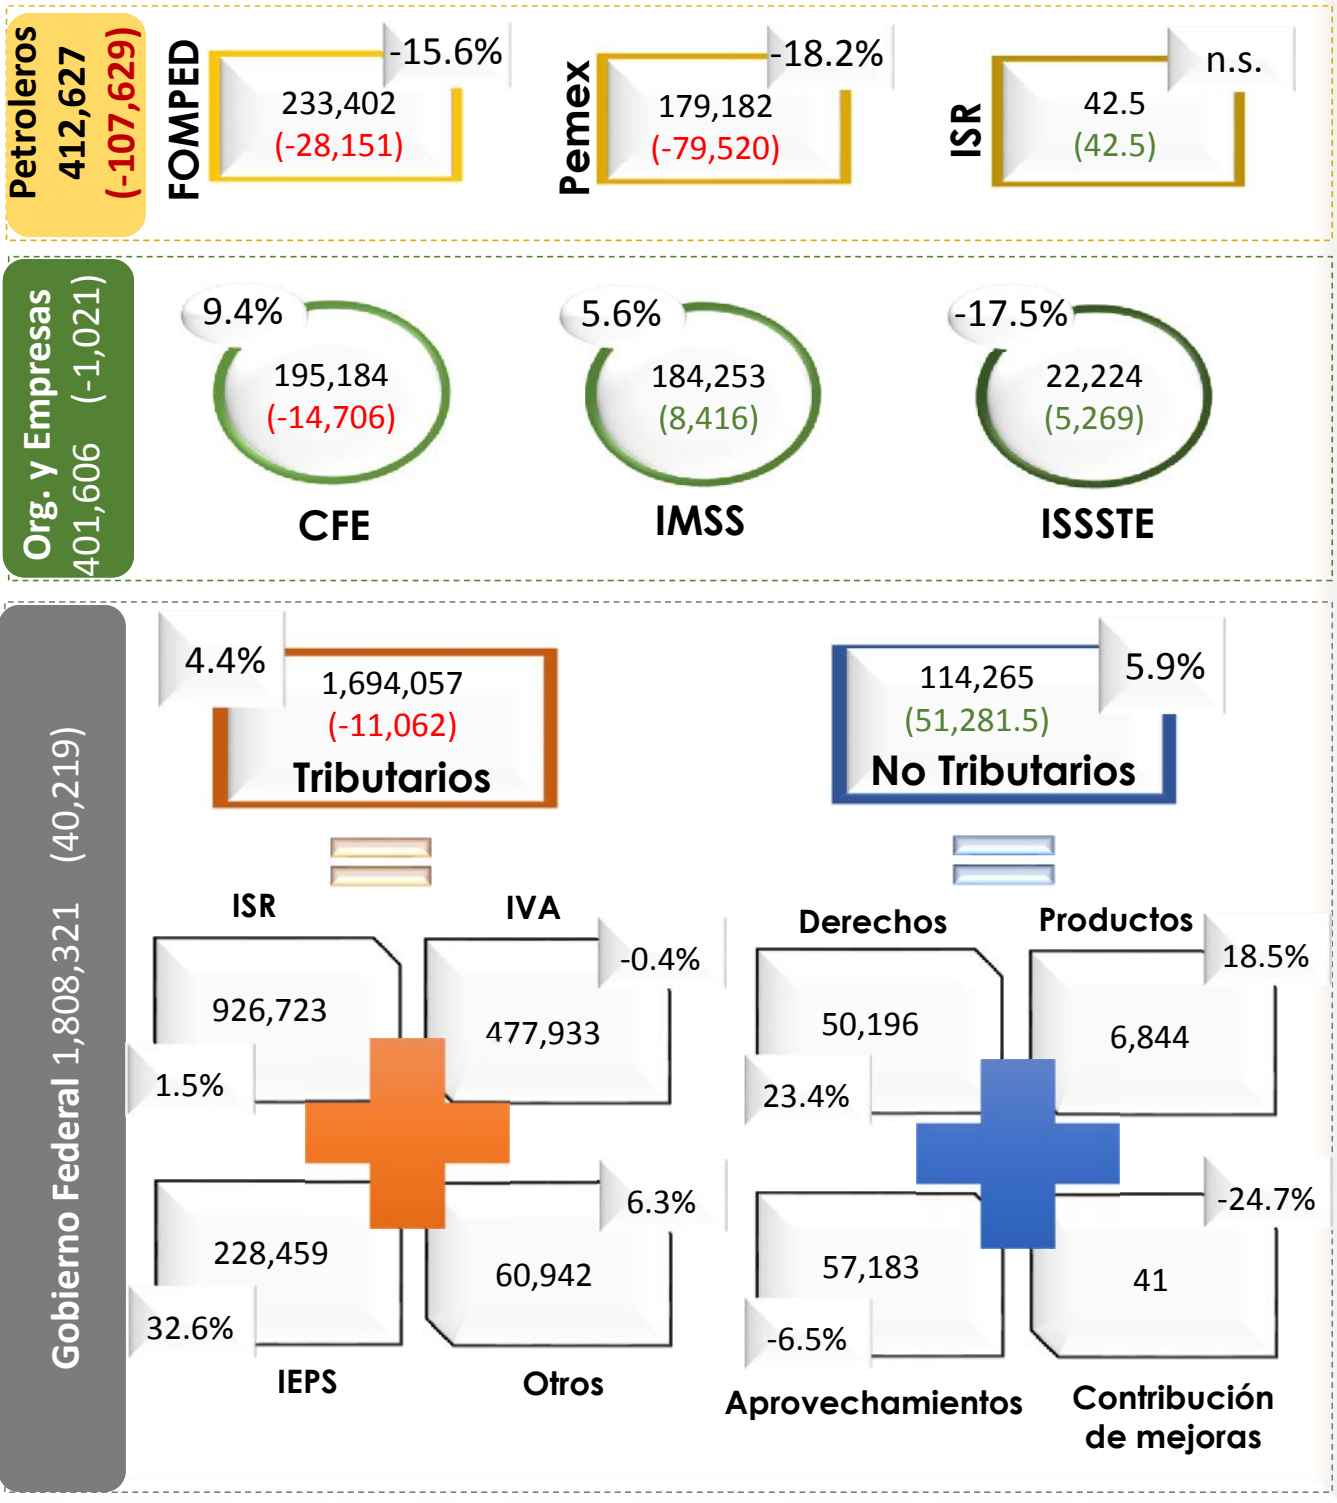 Petroleros
412,627
(-107,629)
FOMPED
-15.6%
233,402
(-28,151)
Pemex
-18.2%
179,182
(-79,520)
ISR
n.s.
42.5
(42.5)
Org. y Empresas
401,606 (-1,021)
9.4%
195,184
(-14,706)
CFE
5.6%
184,253
(8,416)
IMSS
-17.5%
22,224
(5,269)
ISSSTE
Gobierno Federal 1,808,321 (40,219)
4.4%
1,694,057
(-11,062)
Tributarios
5.9%
114,265
(51,281.5)
No Tributarios
ISR
926,723
1.5%
IVA
-0.4%
477,933
228,459
32.6%
IEPS
6.3%
60,942
Otros
Derechos
50,196
23.4%
Productos
18.5%
6,844
57,183
-6.5%
Aprovechamientos
-24.7%
41
Contribución
de mejoras